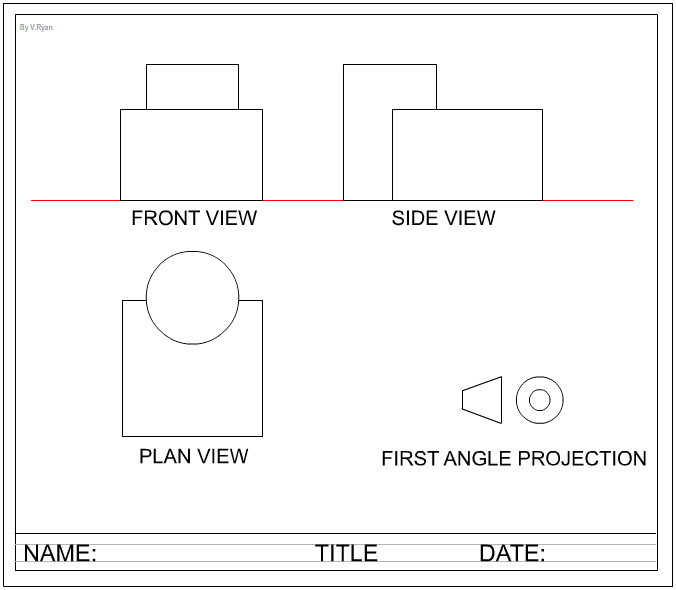 By V.Ryan
FRONT VIEW
SIDE VIEW
PLAN VIEW
FIRST ANGLE PROJECTION
NAME:
TITLE
DATE: